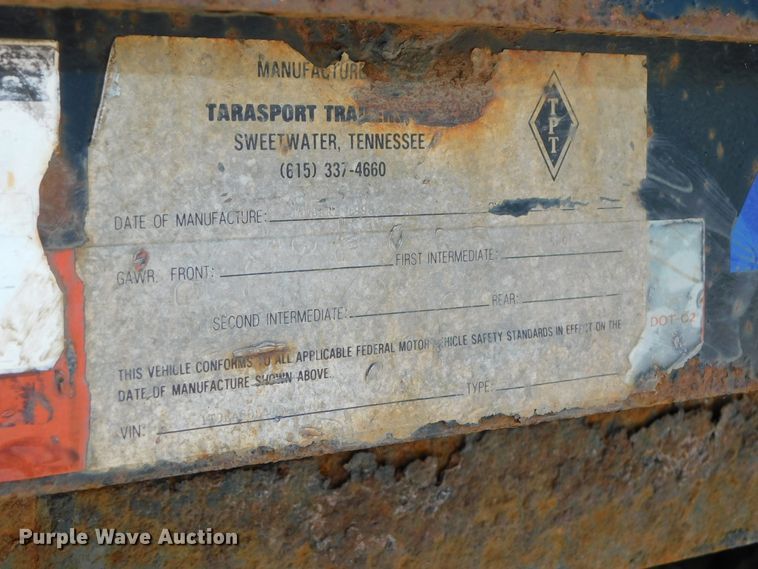 MANUFACTURE
TARASPORT
SWEETWATER, TENNESSEE
(615) 337-4660
TPT
DATE OF MANUFACTURE:
GAWR. FRONT: FIRST INTERMEDIATE:
SECOND INTERMEDIATE: REAR:
DOT-C2
THIS VEHICLE CONFORMS TO ALL APPLICABLE FEDERAL MOTOR VEHICLE SAFETY STANDARDS IN EFFECT ON THE
DATE OF MANUFACTURE SHOWN ABOVE.
VIN: TYPE:
Purple Wave Auction